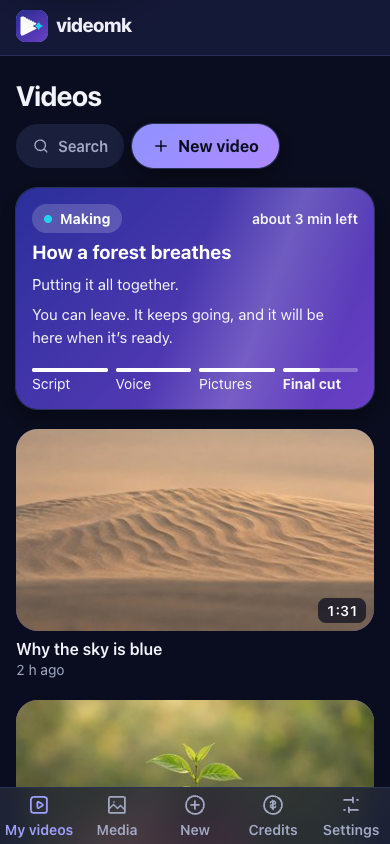 videomk
Videos
Search
New video
Making
about 3 min left
How a forest breathes
Putting it all together.
You can leave. It keeps going, and it will be
here when it’s ready.
Script
Voice
Pictures
Final cut
1:31
Why the sky is blue
2 h ago
My videos
Media
New
Credits
Settings